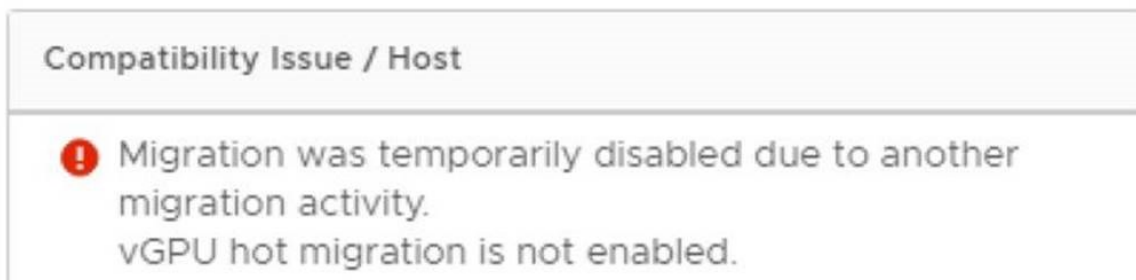 Compatibility Issue / Host
Migration was temporarily disabled due to another
migration activity.
vGPU hot migration is not enabled.